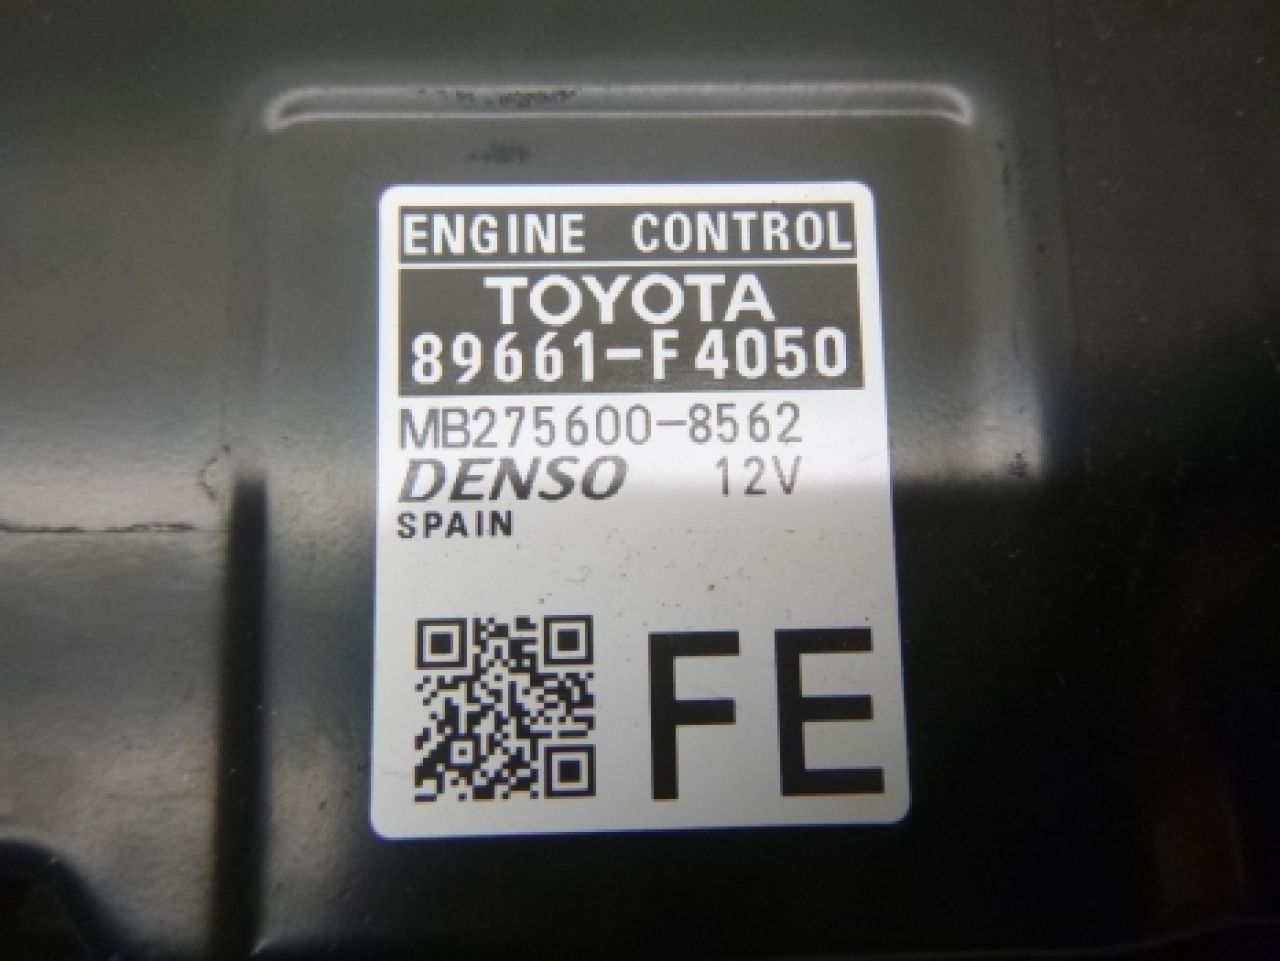 ENGINE CONTROL
TOYOTA
89661-F4050
MB275600-8562
DENSO 12V
SPAIN
FE